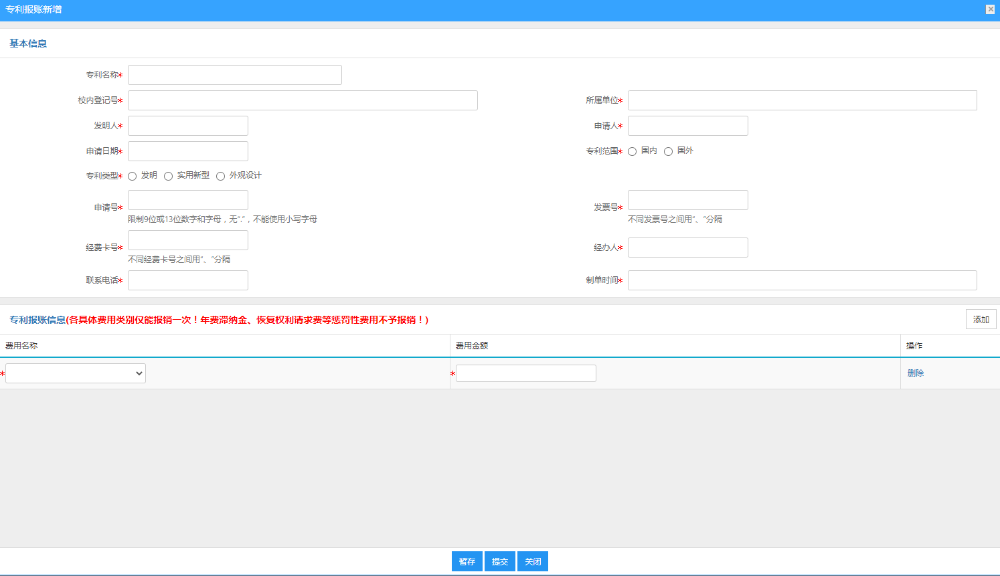 专利报账新增
基本信息
专利名称*
校内登记号*
所属单位*
发明人*
申请人*
申请日期*
专利范围* 国内 国外
专利类型* 发明 实用新型 外观设计
申请号*
限制9位或13位数字和字母，无“.”，不能使用小写字母
发票号*
不同发票号之间用“、”分隔
经费卡号*
不同经费卡号之间用“、”分隔
经办人*
联系电话*
制单时间*
专利报账信息(各具体费用类别仅能报销一次！年费滞纳金、恢复权利请求费等惩罚性费用不予报销！)
添加
费用名称 费用金额 操作
* * 删除
暂存 提交 关闭